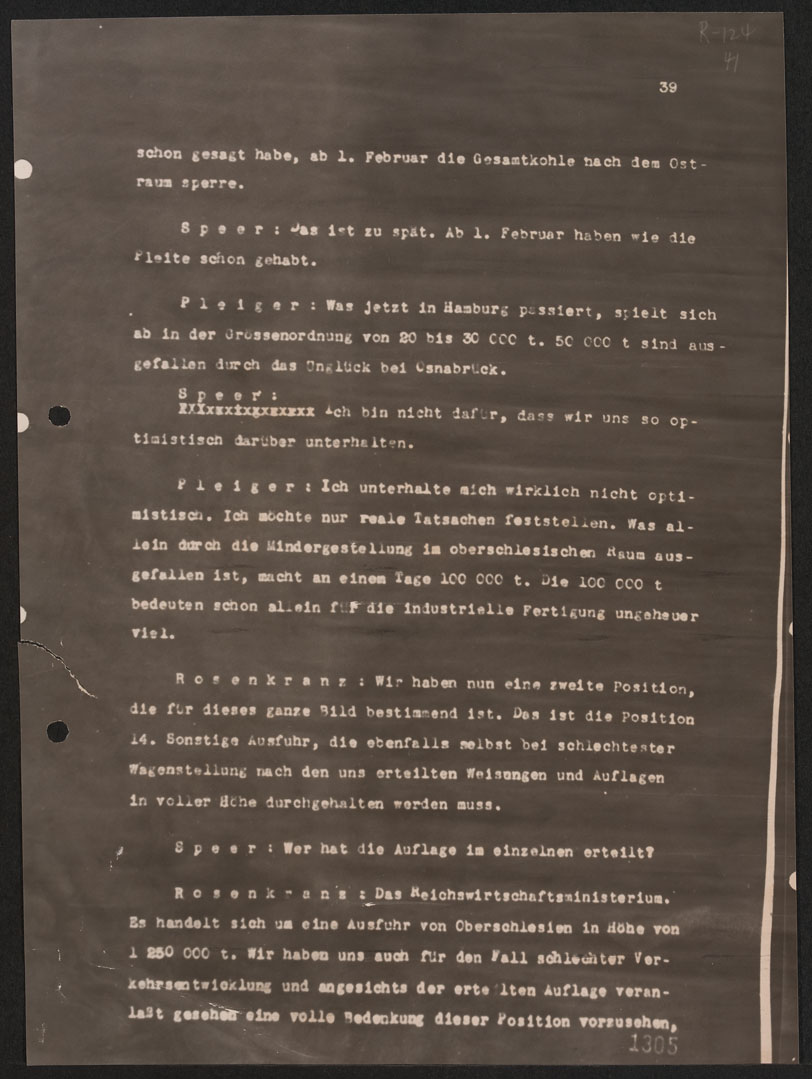 R-124
41
39
schon gesagt habe, ab 1. Februar die Gesamtkohle nach dem Ost-
raum sperre.
S p e e r : Das ist zu spät. Ab 1. Februar haben wie die
Pleite schon gehabt.
P l e i g e r : Was jetzt in Hamburg passiert, spielt sich
ab in der Grössenordnung von 20 bis 30 000 t. 50 000 t sind aus-
gefallen durch das Unglück bei Osnabrück.
S p e e r :
Ich bin nicht dafür, dass wir uns so op-
timistisch darüber unterhalten.
P l e i g e r : Ich unterhalte mich wirklich nicht opti-
mistisch. Ich möchte nur reale Tatsachen feststellen. Was al-
lein durch die Mindergestellung im oberschlesischen Raum aus-
gefallen ist, macht an einem Tage 100 000 t. Die 100 000 t
bedeuten schon allein für die industrielle Fertigung ungeheuer
viel.
R o s e n k r a n z : Wir haben nun eine zweite Position,
die für dieses ganze Bild bestimmend ist. Das ist die Position
14. Sonstige Ausfuhr, die ebenfalls selbst bei schlechtester
Wagenstellung nach den uns erteilten Weisungen und Auflagen
in voller Höhe durchgehalten werden muss.
S p e e r : Wer hat die Auflage im einzelnen erteilt?
R o s e n k r a n z : Das Reichswirtschaftsministerium.
Es handelt sich um eine Ausfuhr von Oberschlesien in Höhe von
1 250 000 t. Wir haben uns auch für den Fall schlechter Ver-
kehrsentwicklung und angesichts der erteilten Auflage veran-
laßt gesehen eine volle Bedenkung dieser Position vorzusehen,
1305